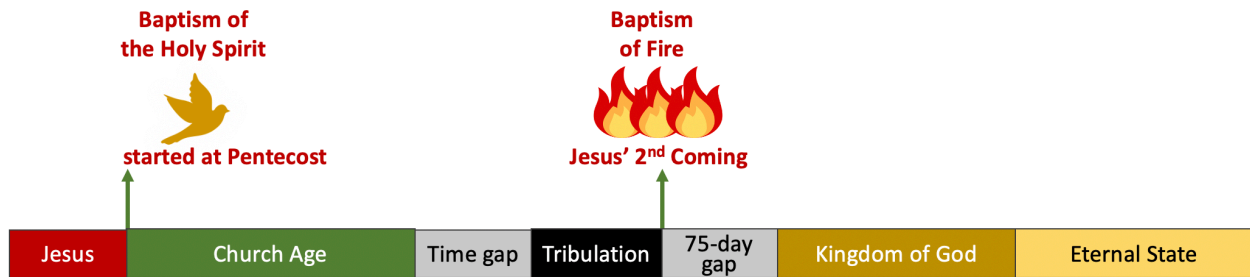 Baptism of
the Holy Spirit
started at Pentecost
Baptism
of Fire
Jesus' 2nd Coming
Jesus
Church Age
Time gap
Tribulation
75-day
gap
Kingdom of God
Eternal State